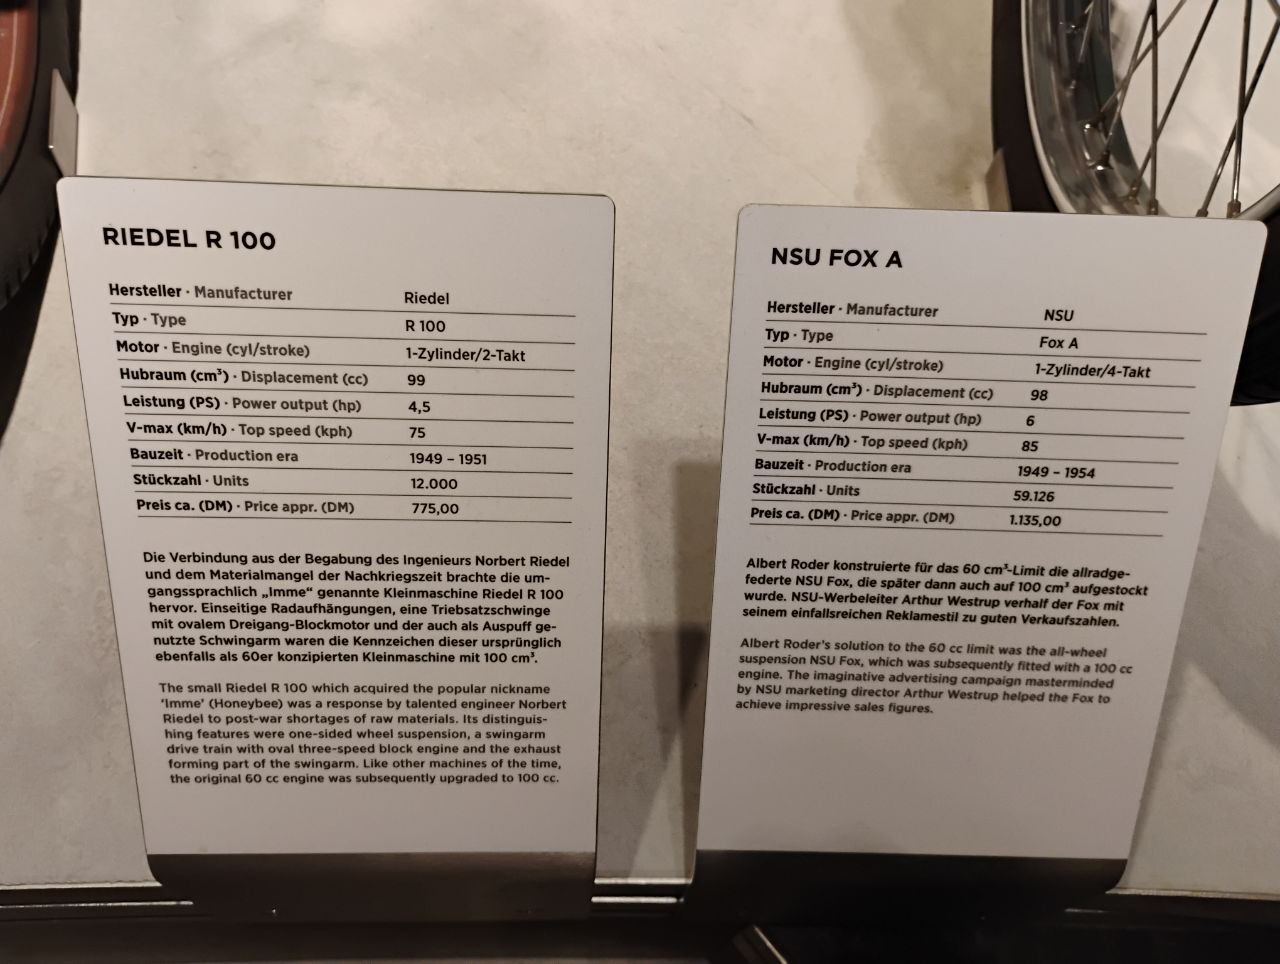 RIEDEL R 100
Hersteller · Manufacturer Riedel
Typ · Type R 100
Motor · Engine (cyl/stroke) 1-Zylinder/2-Takt
Hubraum (cm³) · Displacement (cc) 99
Leistung (PS) · Power output (hp) 4,5
V-max (km/h) · Top speed (kph) 75
Bauzeit · Production era 1949 – 1951
Stückzahl · Units 12.000
Preis ca. (DM) · Price appr. (DM) 775,00
Die Verbindung aus der Begabung des Ingenieurs Norbert Riedel
und dem Materialmangel der Nachkriegszeit brachte die um-
gangssprachlich „Imme“ genannte Kleinmaschine Riedel R 100
hervor. Einseitige Radaufhängungen, eine Triebsatzschwinge
mit ovalem Dreigang-Blockmotor und der auch als Auspuff ge-
nutzte Schwingarm waren die Kennzeichen dieser ursprünglich
ebenfalls als 60er konzipierten Kleinmaschine mit 100 cm³.
The small Riedel R 100 which acquired the popular nickname
‘Imme’ (Honeybee) was a response by talented engineer Norbert
Riedel to post-war shortages of raw materials. Its distinguis-
hing features were one-sided wheel suspension, a swingarm
drive train with oval three-speed block engine and the exhaust
forming part of the swingarm. Like other machines of the time,
the original 60 cc engine was subsequently upgraded to 100 cc.
NSU FOX A
Hersteller · Manufacturer NSU
Typ · Type Fox A
Motor · Engine (cyl/stroke) 1-Zylinder/4-Takt
Hubraum (cm³) · Displacement (cc) 98
Leistung (PS) · Power output (hp) 6
V-max (km/h) · Top speed (kph) 85
Bauzeit · Production era 1949 – 1954
Stückzahl · Units 59.126
Preis ca. (DM) · Price appr. (DM) 1.135,00
Albert Roder konstruierte für das 60 cm³-Limit die allradge-
federte NSU Fox, die später dann auch auf 100 cm³ aufgestockt
wurde. NSU-Werbeleiter Arthur Westrup verhalf der Fox mit
seinem einfallsreichen Reklamestil zu guten Verkaufszahlen.
Albert Roder's solution to the 60 cc limit was the all-wheel
suspension NSU Fox, which was subsequently fitted with a 100 cc
engine. The imaginative advertising campaign masterminded
by NSU marketing director Arthur Westrup helped the Fox to
achieve impressive sales figures.